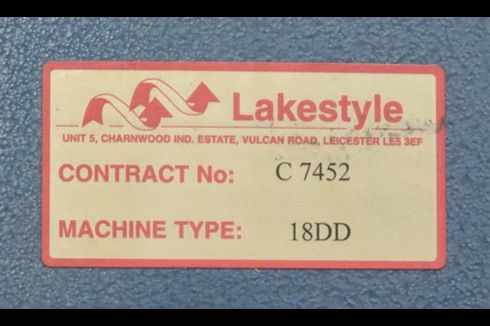 Lakestyle
UNIT 5, CHARNWOOD IND. ESTATE, VULCAN ROAD, LEICESTER LE5 3EF
CONTRACT No: C 7452
MACHINE TYPE: 18DD